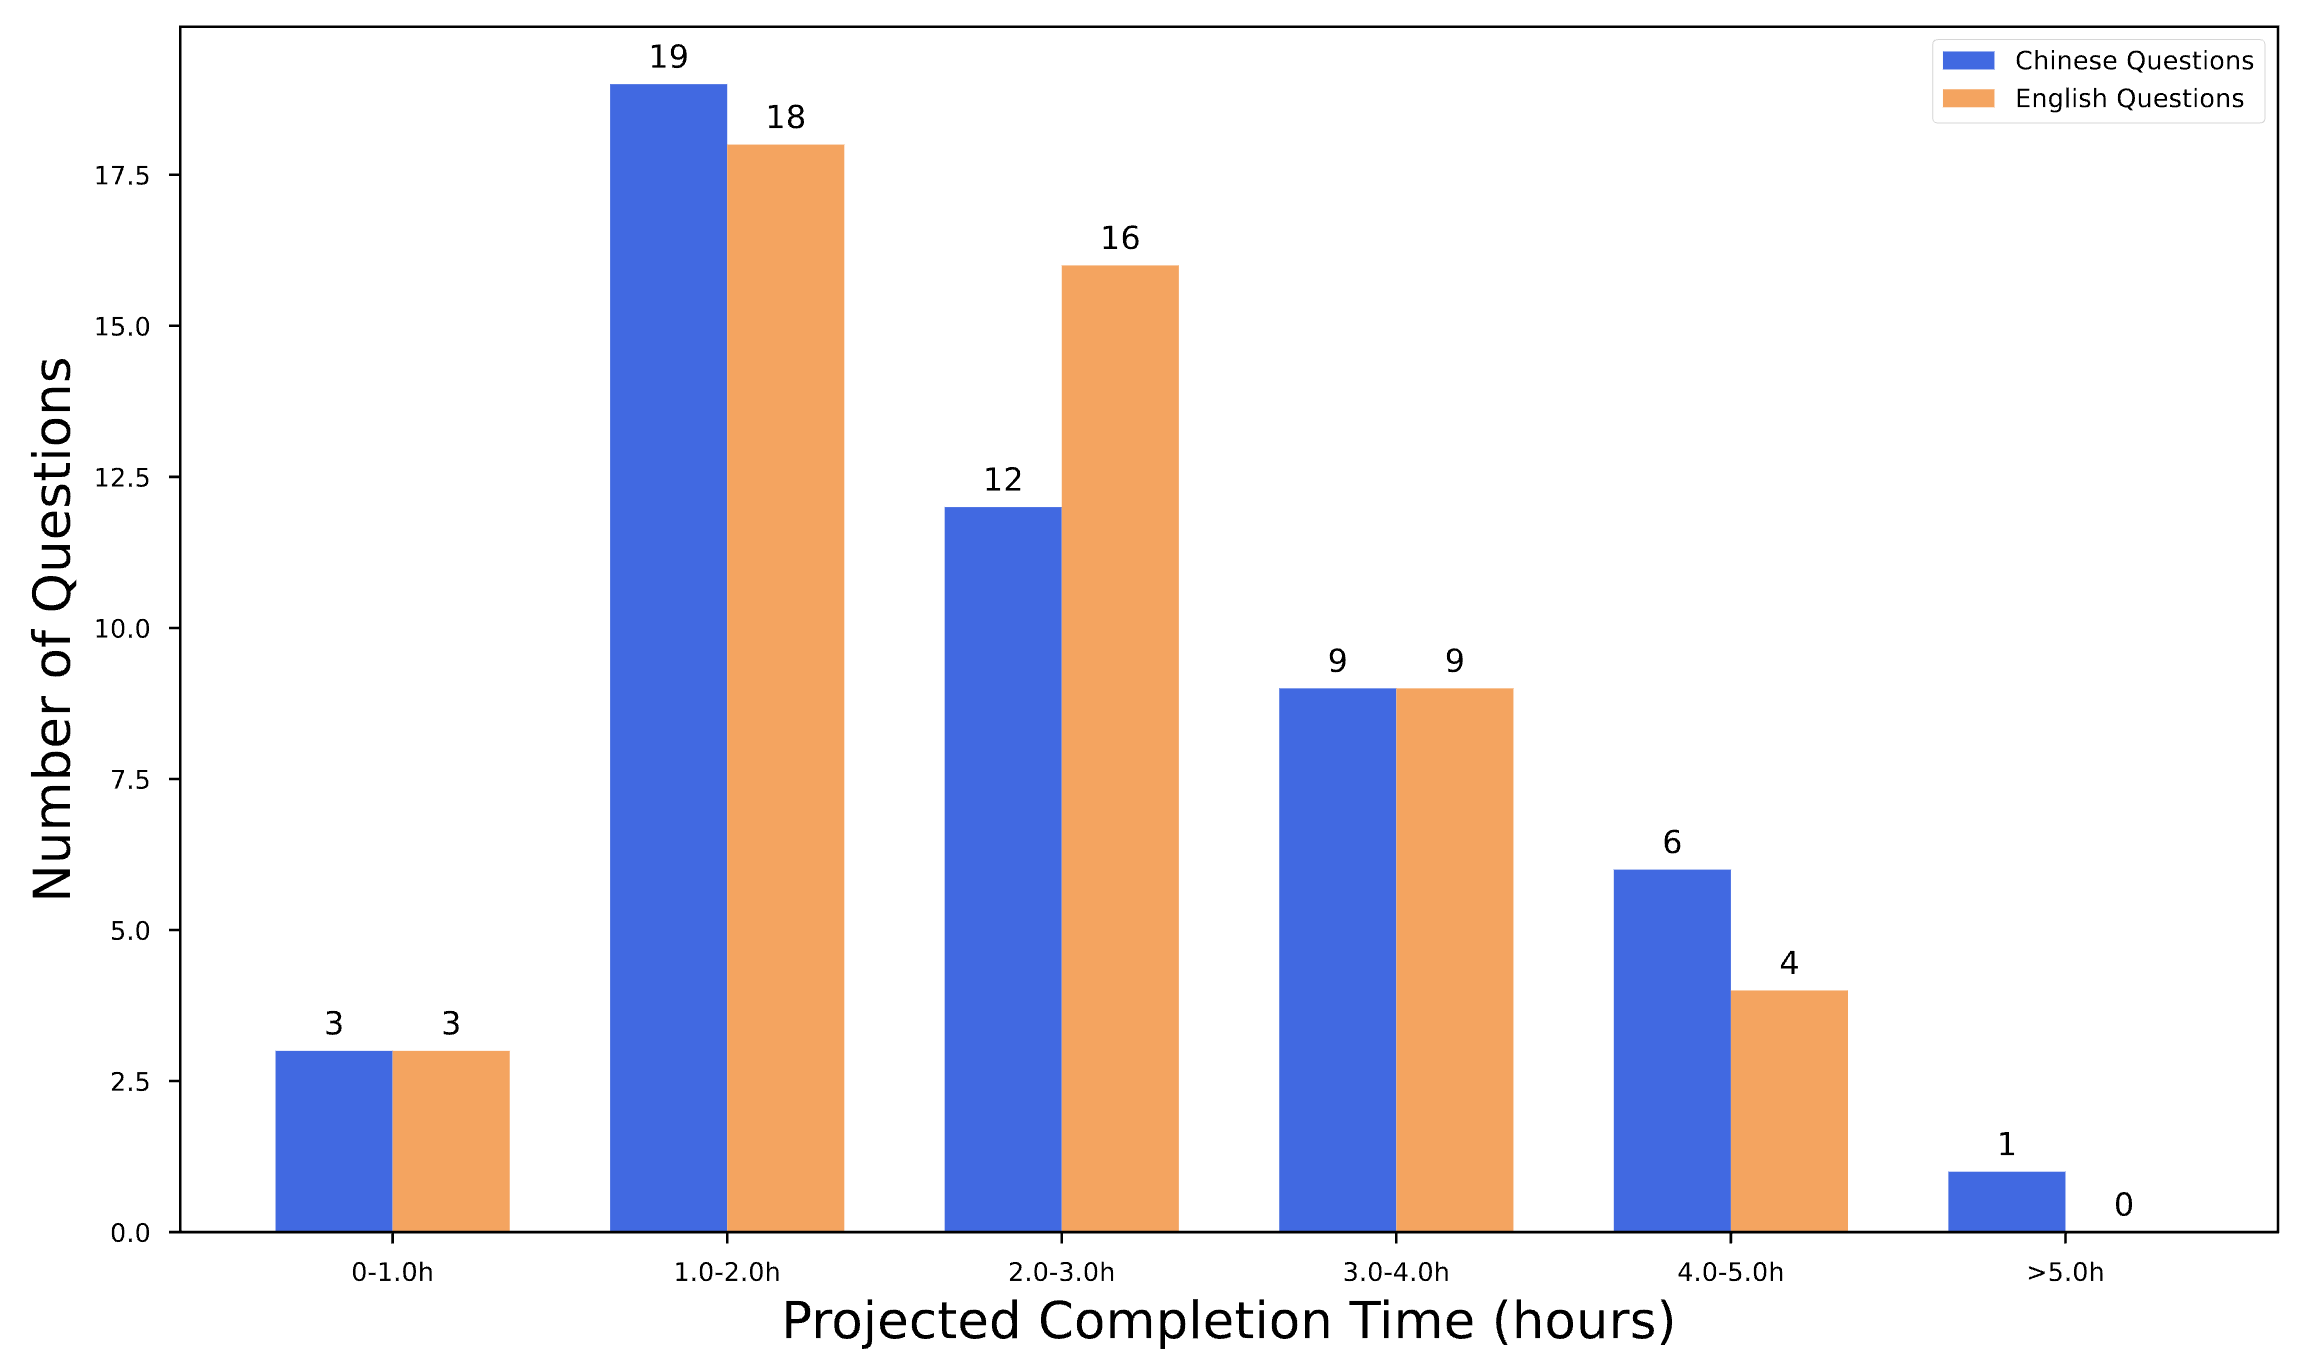 Chinese Questions
English Questions
19
18
17.5
16
15.0
12
12.5
10.0
9
9
7.5
6
5.0
4
3
3
2.5
1
0
0.0
0-1.0h
1.0-2.0h
2.0-3.0h
3.0-4.0h
4.0-5.0h
>5.0h
Number of Questions
Projected Completion Time (hours)